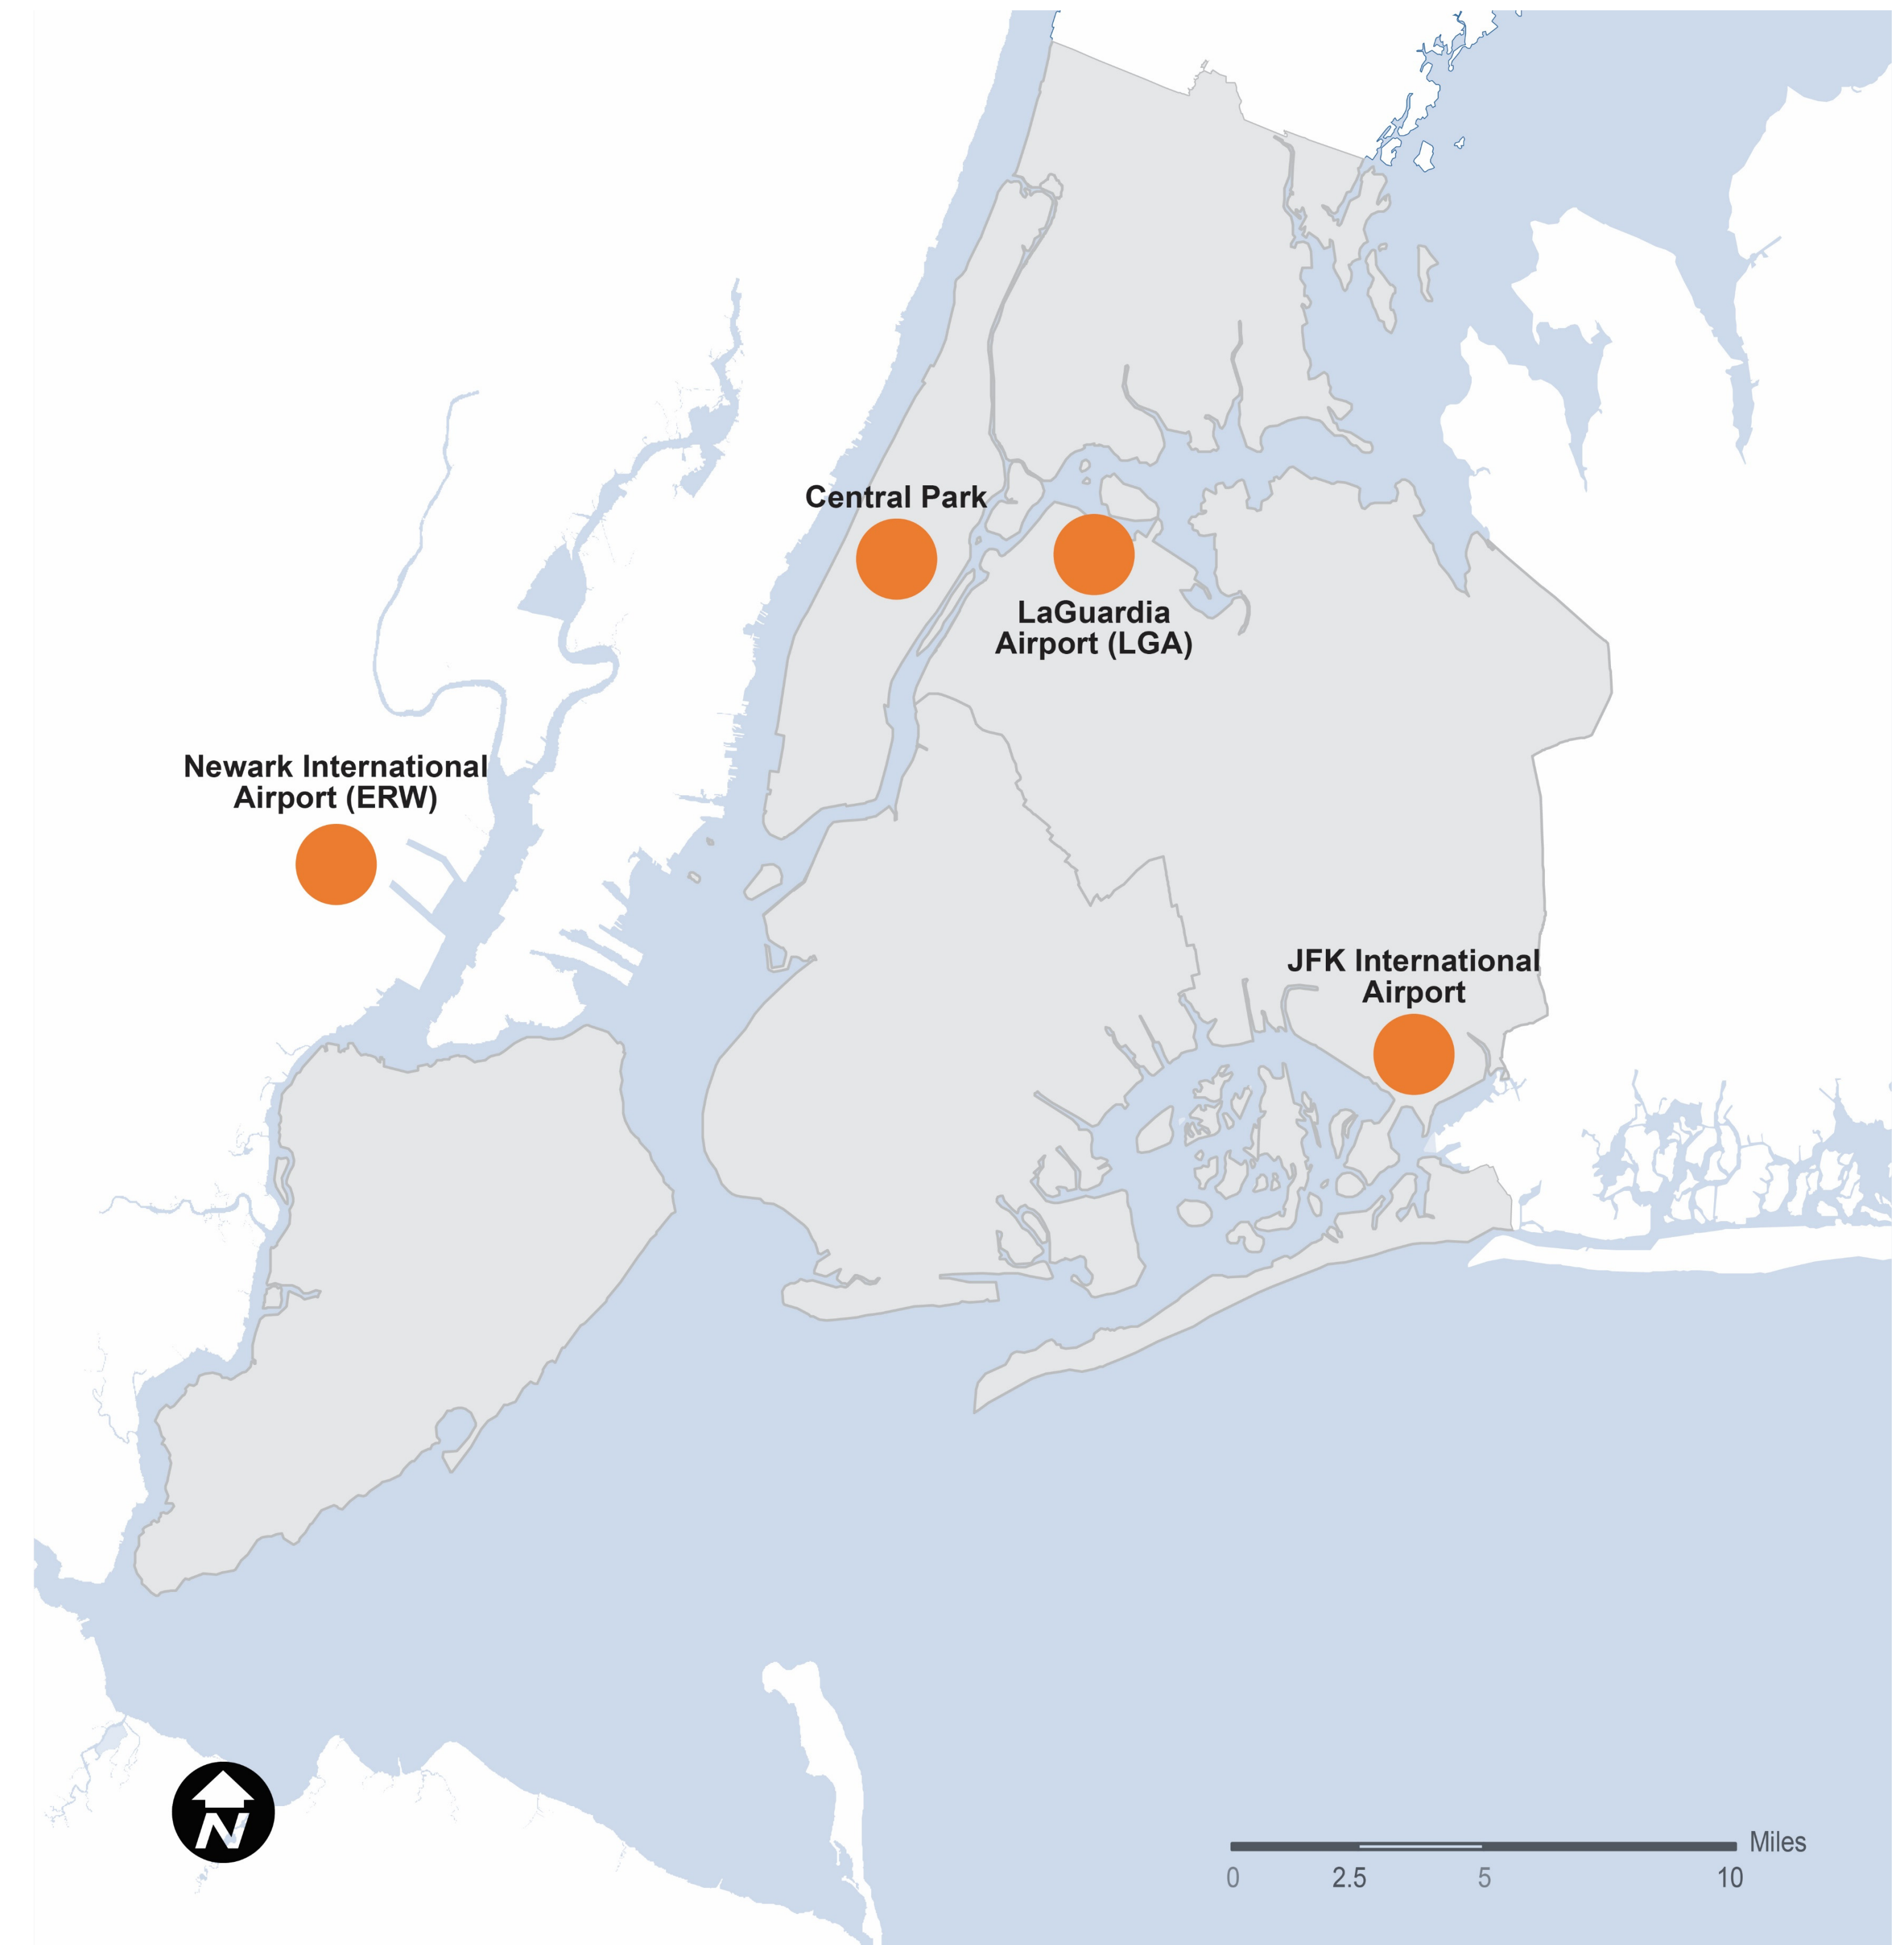 Central Park
LaGuardia
Airport (LGA)
Newark International
Airport (ERW)
JFK International
Airport
N
Miles
0 2.5 5 10